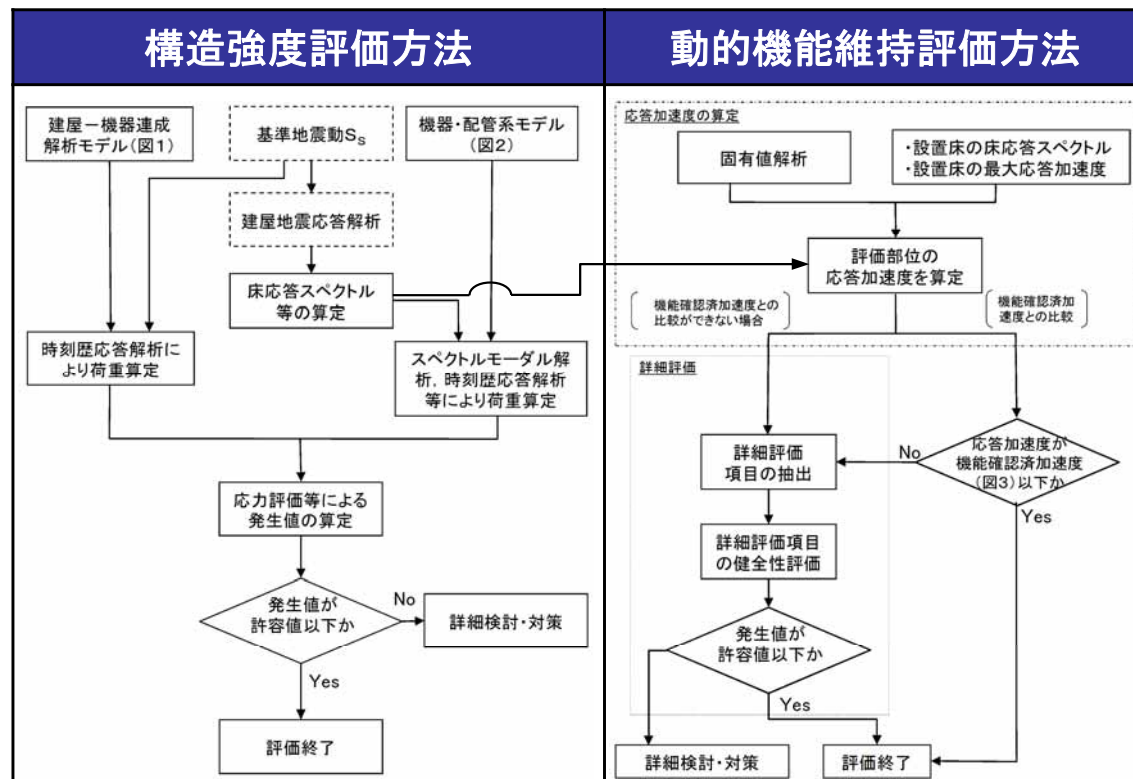 構造強度評価方法
建屋－機器連成
解析モデル(図1)
基準地震動Ss
機器・配管系モデル
(図2)
建屋地震応答解析
床応答スペクトル
等の算定
時刻歴応答解析に
より荷重算定
スペクトルモーダル解
析，時刻歴応答解析
等により荷重算定
応力評価等による
発生値の算定
発生値が
許容値以下か
No
詳細検討・対策
Yes
評価終了
動的機能維持評価方法
応答加速度の算定
固有値解析
・設置床の床応答スペクトル
・設置床の最大応答加速度
評価部位の
応答加速度を算定
機能確認済加速度との
比較ができない場合
機能確認済加
速度との比較
詳細評価
詳細評価
項目の抽出
No
応答加速度が
機能確認済加速度
(図3)以下か
Yes
詳細評価項目
の健全性評価
発生値が
許容値以下か
Yes
詳細検討・対策
評価終了